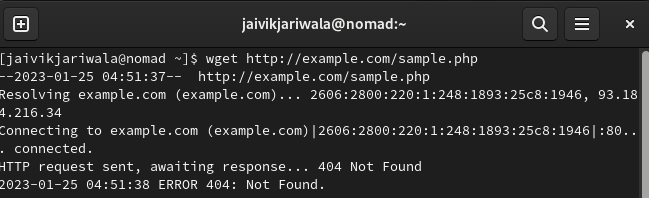 jaivikjariwala@nomad:~
[jaivikjariwala@nomad ~]$ wget http://example.com/sample.php
--2023-01-25 04:51:37--  http://example.com/sample.php
Resolving example.com (example.com)... 2606:2800:220:1:248:1893:25c8:1946, 93.18
4.216.34
Connecting to example.com (example.com)|2606:2800:220:1:248:1893:25c8:1946|:80..
. connected.
HTTP request sent, awaiting response... 404 Not Found
2023-01-25 04:51:38 ERROR 404: Not Found.